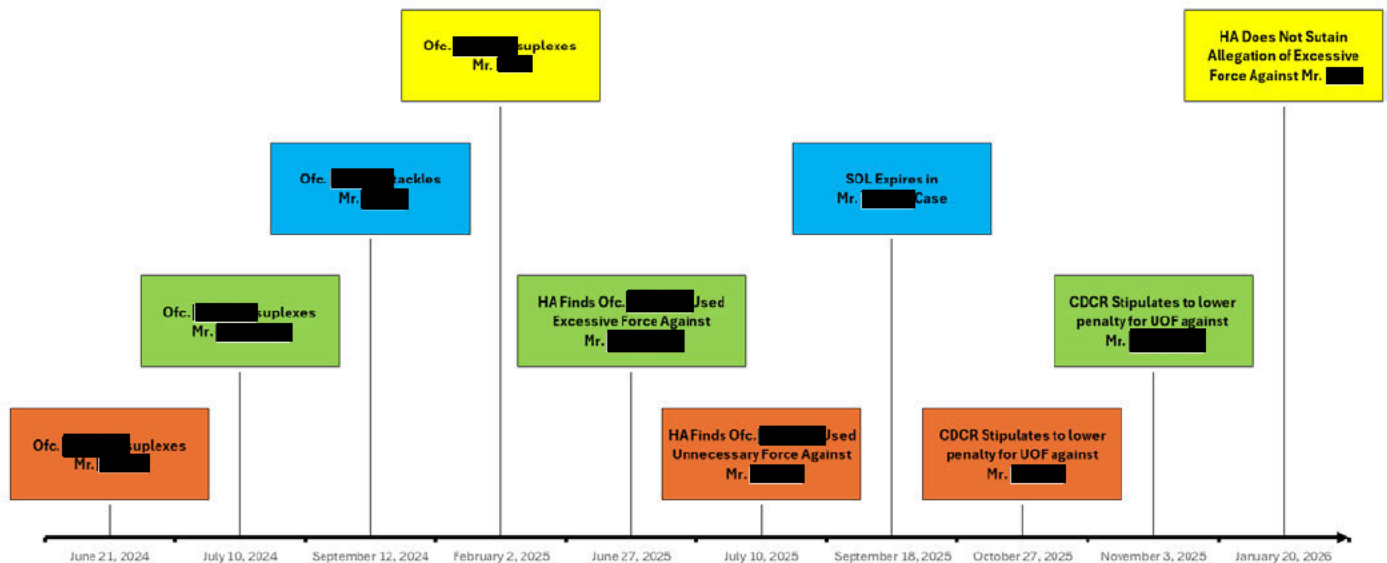 Ofc. suplexes
Mr.
HA Does Not Sutain
Allegation of Excessive
Force Against Mr.
Ofc. tackles
Mr.
SOL Expires in
Mr. Case
Ofc. suplexes
Mr.
HA Finds Ofc. Used
Excessive Force Against
Mr.
CDCR Stipulates to lower
penalty for UOF against
Mr.
Ofc. suplexes
Mr.
HA Finds Ofc. Used
Unnecessary Force Against
Mr.
CDCR Stipulates to lower
penalty for UOF against
Mr.
June 21, 2024
July 10, 2024
September 12, 2024
February 2, 2025
June 27, 2025
July 10, 2025
September 18, 2025
October 27, 2025
November 3, 2025
January 20, 2026